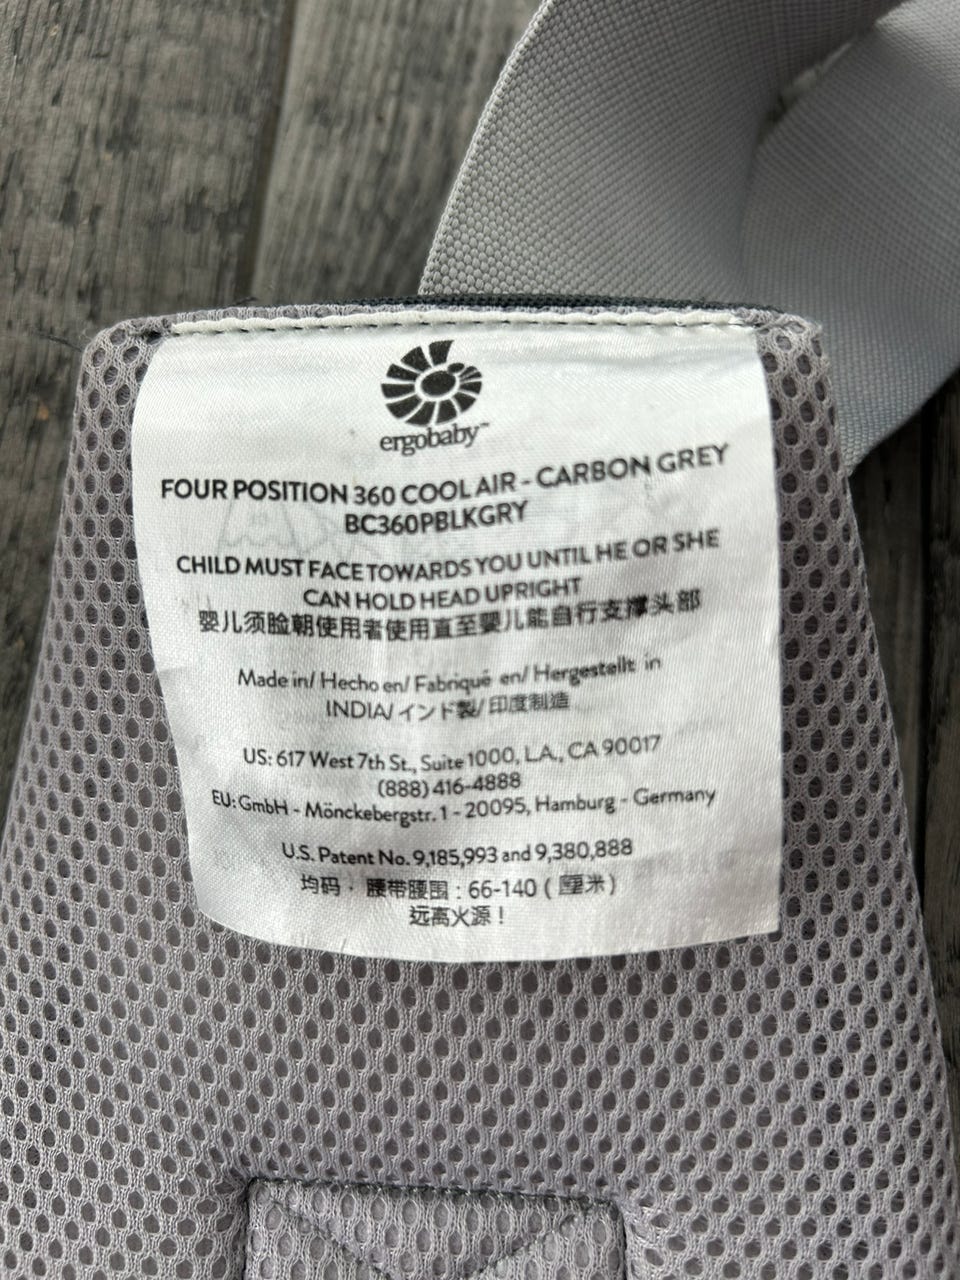 ergobaby™
FOUR POSITION 360 COOL AIR - CARBON GREY
BC360PBLKGRY
CHILD MUST FACE TOWARDS YOU UNTIL HE OR SHE
CAN HOLD HEAD UPRIGHT
婴儿须脸朝使用者使用直至婴儿能自行支撑头部
Made in/ Hecho en/ Fabriqué en/ Hergestellt in
INDIA/ インド製/ 印度制造
US: 617 West 7th St., Suite 1000, L.A., CA 90017
(888) 416-4888
EU: GmbH - Mönckebergstr. 1 - 20095, Hamburg - Germany
U.S. Patent No. 9,185,993 and 9,380,888
均码 · 腰带腰围 : 66-140 ( 厘米 )
远离火源 !